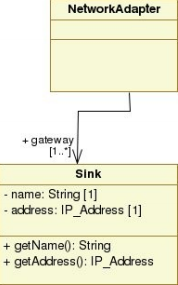 NetworkAdapter
+ gateway
[1..*]
Sink
- name: String [1]
- address: IP_Address [1]
+ getName(): String
+ getAddress(): IP_Address